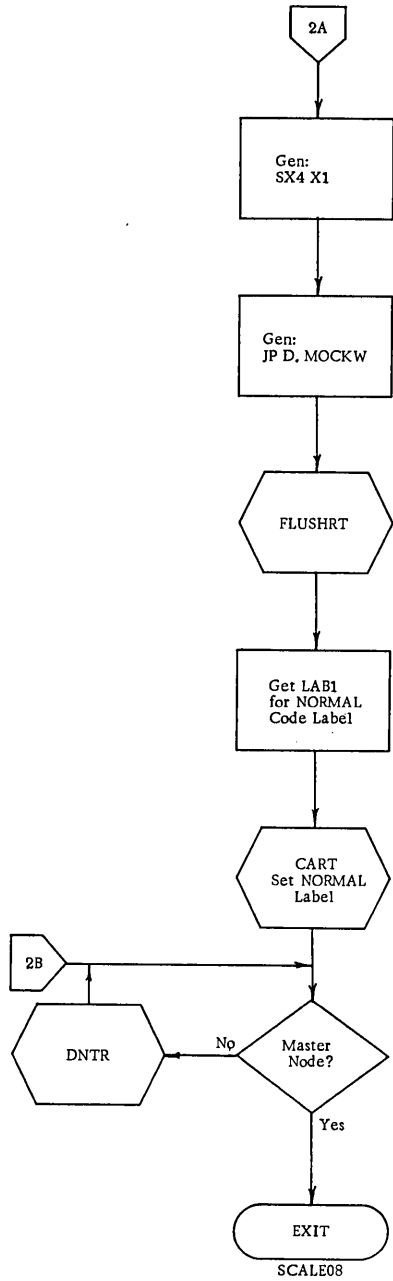 2A
Gen:
SX4 X1
Gen:
JP D. MOCKW
FLUSHRT
Get LAB1
for NORMAL
Code Label
CART
Set NORMAL
Label
2B
DNTR
No
Master
Node?
Yes
EXIT
SCALE08